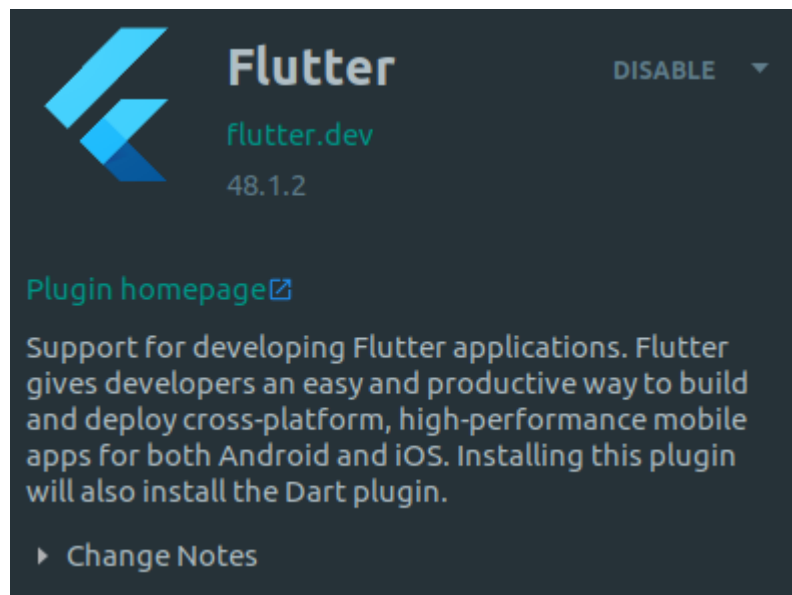 Flutter
DISABLE
flutter.dev
48.1.2
Plugin homepage
Support for developing Flutter applications. Flutter
gives developers an easy and productive way to build
and deploy cross-platform, high-performance mobile
apps for both Android and iOS. Installing this plugin
will also install the Dart plugin.
Change Notes